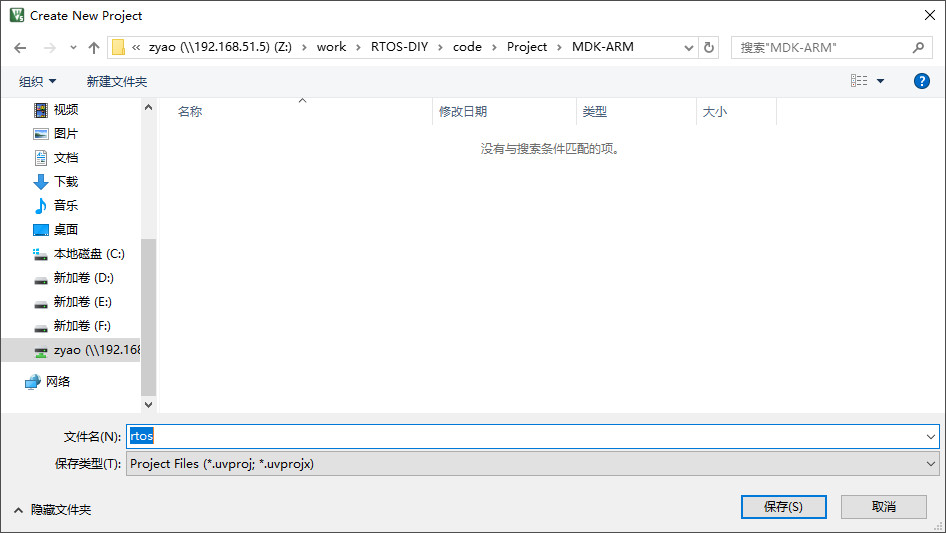 Create New Project
« zyao (\\192.168.51.5) (Z:) › work › RTOS-DIY › code › Project › MDK-ARM
搜索"MDK-ARM"
组织 新建文件夹
名称 修改日期 类型 大小
没有与搜索条件匹配的项。
视频
图片
文档
下载
音乐
桌面
本地磁盘 (C:)
新加卷 (D:)
新加卷 (E:)
新加卷 (F:)
zyao (\\192.168
网络
文件名(N): rtos
保存类型(T): Project Files (*.uvproj; *.uvprojx)
隐藏文件夹
保存(S) 取消